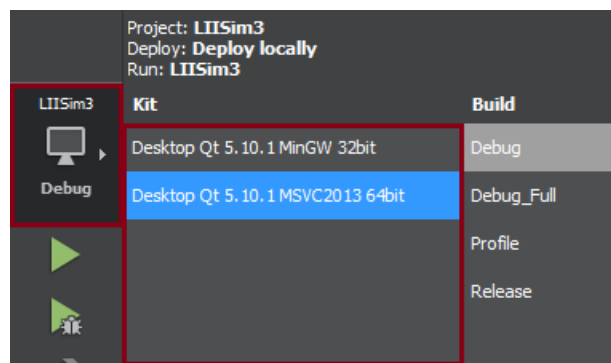 Project: LIISim3
Deploy: Deploy locally
Run: LIISim3
LIISim3
Kit
Build
Desktop Qt 5.10.1 MinGW 32bit
Debug
Debug
Desktop Qt 5.10.1 MSVC2013 64bit
Debug_Full
Profile
Release